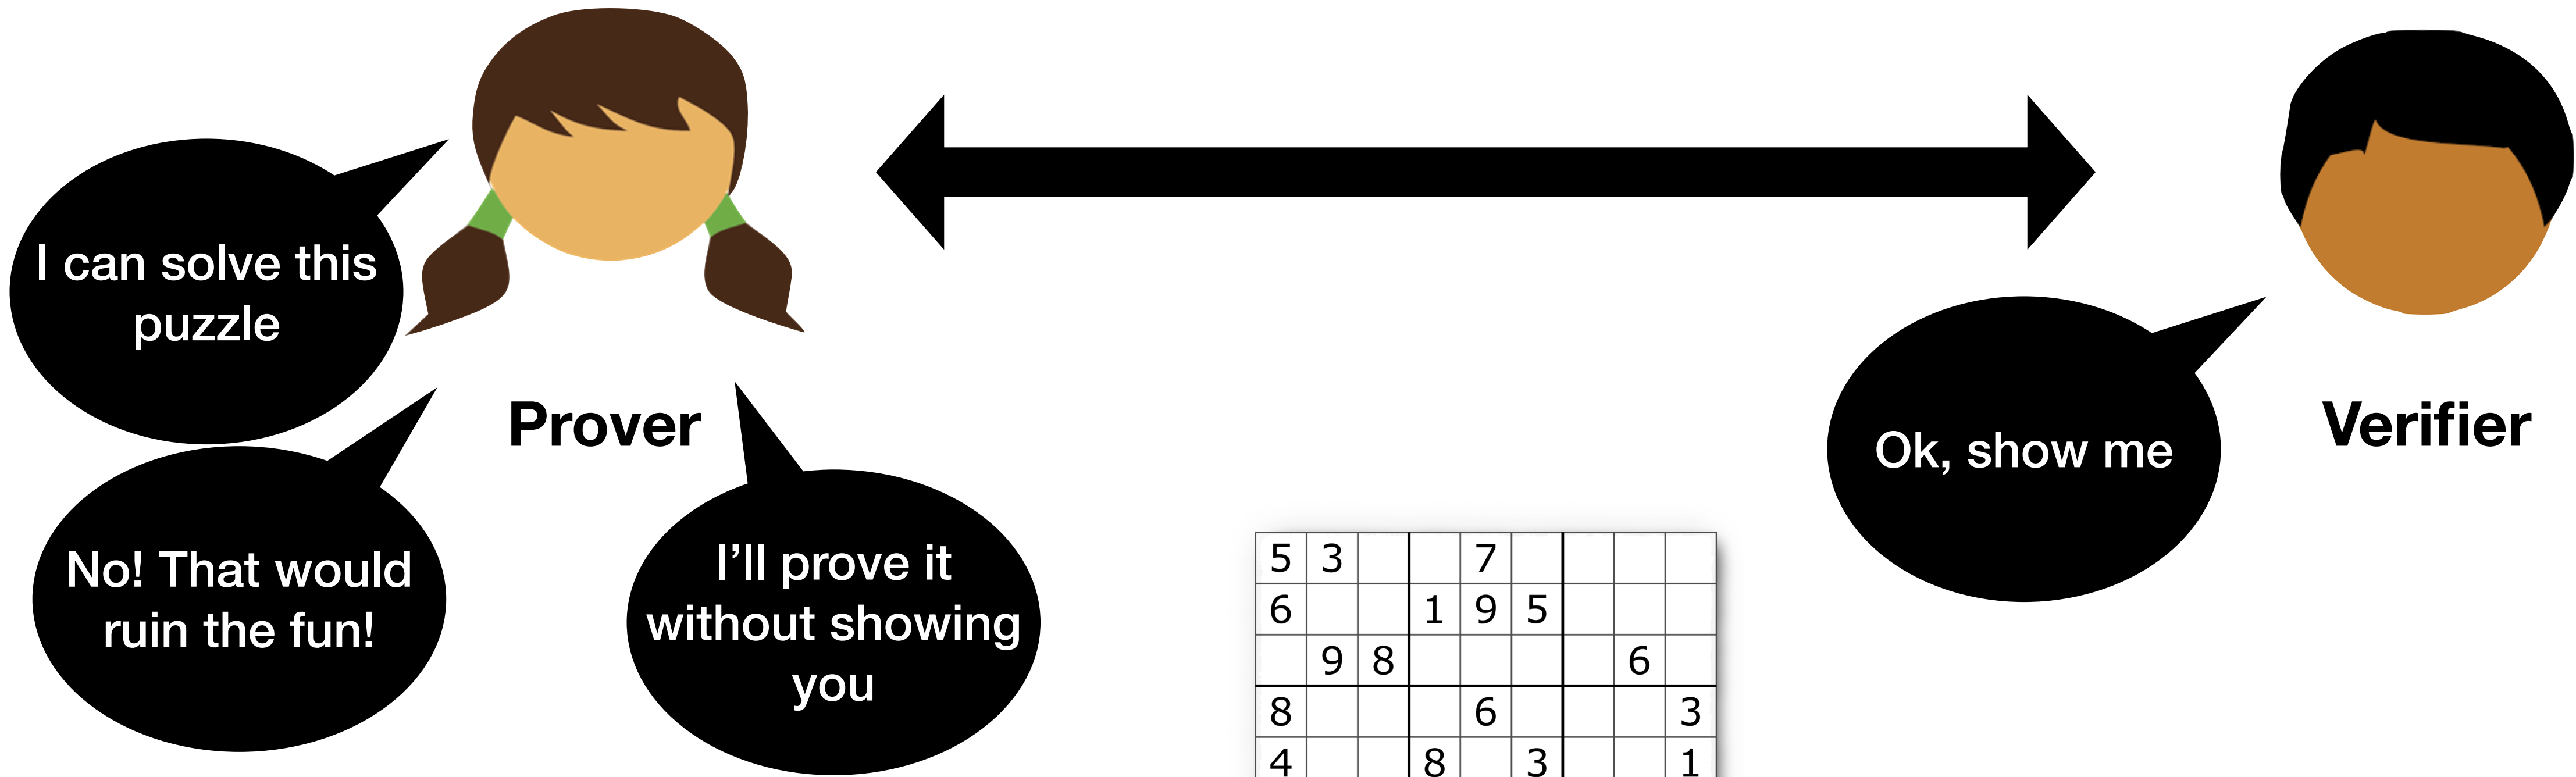 I can solve this
puzzle
Prover
No! That would
ruin the fun!
I’ll prove it
without showing
you
Ok, show me
Verifier
5 3 7
6 1 9 5
9 8 6
8 6 3
4 8 3 1